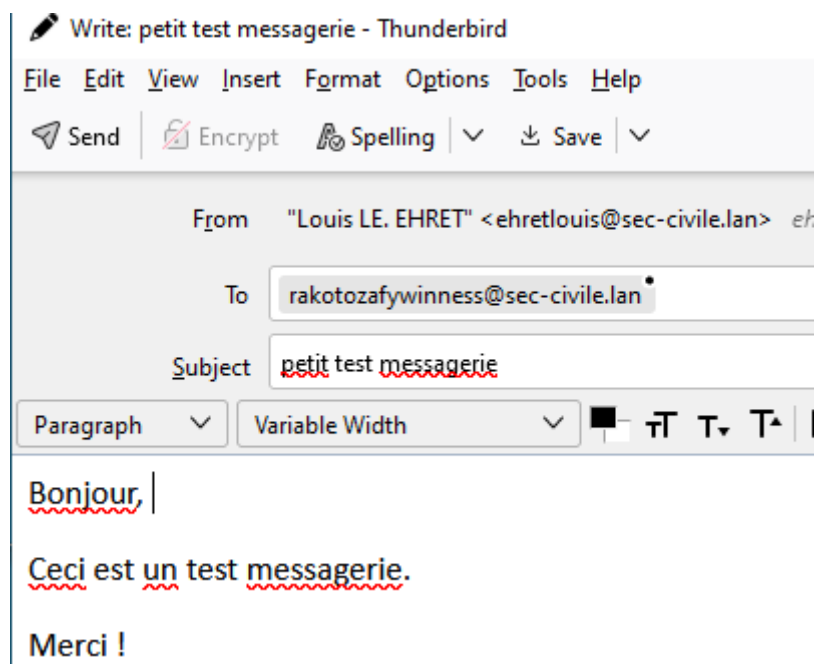 Write: petit test messagerie - Thunderbird
File Edit View Insert Format Options Tools Help
Send Encrypt Spelling Save
From "Louis LE. EHRET" <ehretlouis@sec-civile.lan> eh
To rakotozafywinness@sec-civile.lan
Subject petit test messagerie
Paragraph Variable Width
Bonjour,
Ceci est un test messagerie.
Merci !